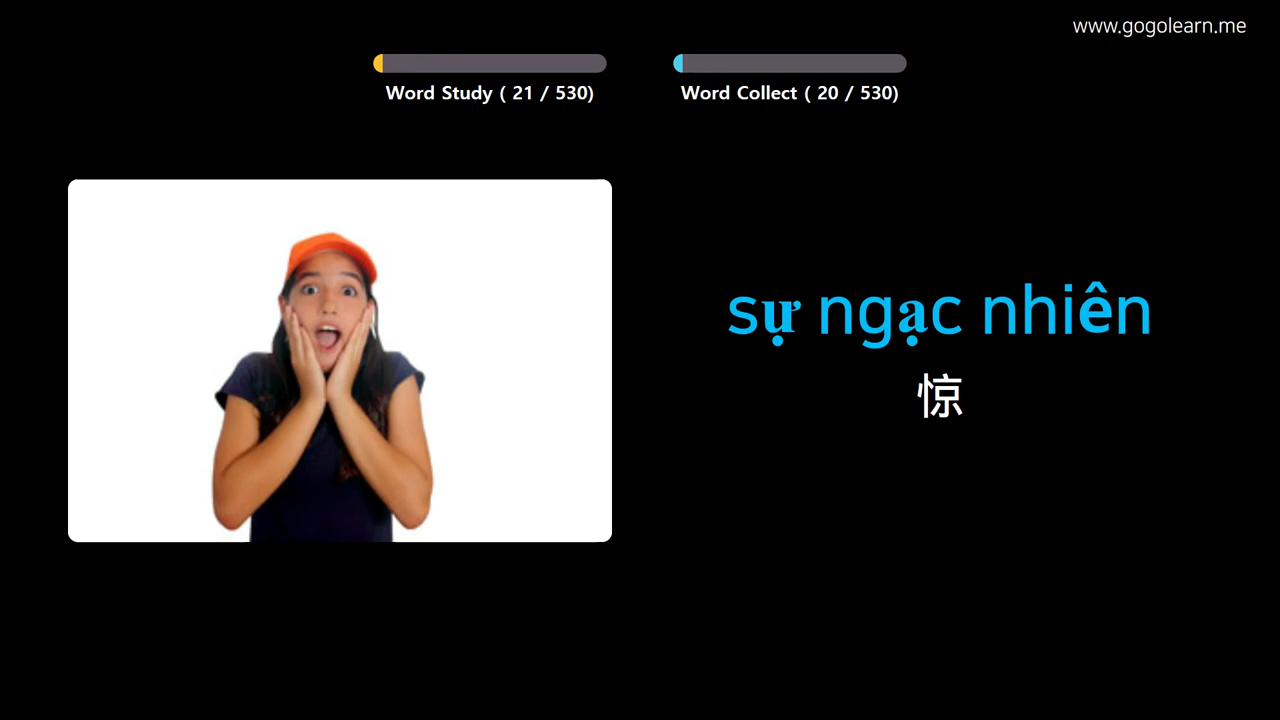 www.gogolearn.me
Word Study ( 21 / 530)
Word Collect ( 20 / 530)
sự ngạc nhiên
惊